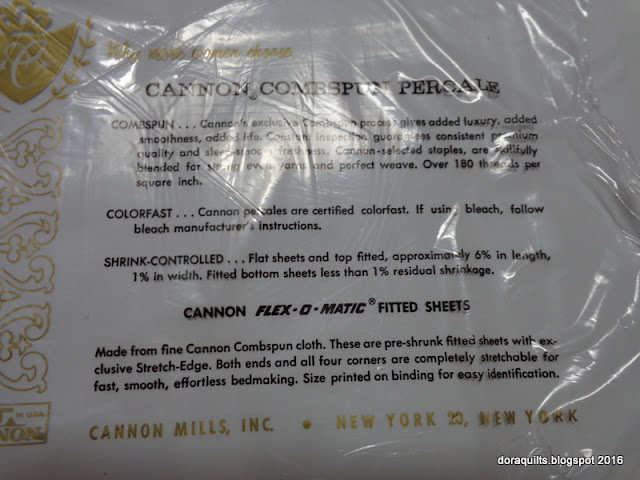 Why more women choose
CANNON COMBSPUN PERCALE
COMBSPUN ... Cannon's exclusive Combspun process gives added luxury, added
smoothness, added life. Constant inspection guarantees consistent premium
quality and sleep-smooth freshness. Cannon-selected staples, are skillfully
blended for strong even yarns and perfect weave. Over 180 threads per
square inch.
COLORFAST ... Cannon percales are certified colorfast. If using bleach, follow
bleach manufacturer's instructions.
SHRINK-CONTROLLED ... Flat sheets and top fitted, approximately 6% in length,
1% in width. Fitted bottom sheets less than 1% residual shrinkage.
CANNON FLEX-O-MATIC® FITTED SHEETS
Made from fine Cannon Combspun cloth. These are pre-shrunk fitted sheets with ex-
clusive Stretch-Edge. Both ends and all four corners are completely stretchable for
fast, smooth, effortless bedmaking. Size printed on binding for easy identification.
IN U.S.A.
CANNON MILLS, INC. • NEW YORK 20, NEW YORK
doraquilts.blogspot 2016